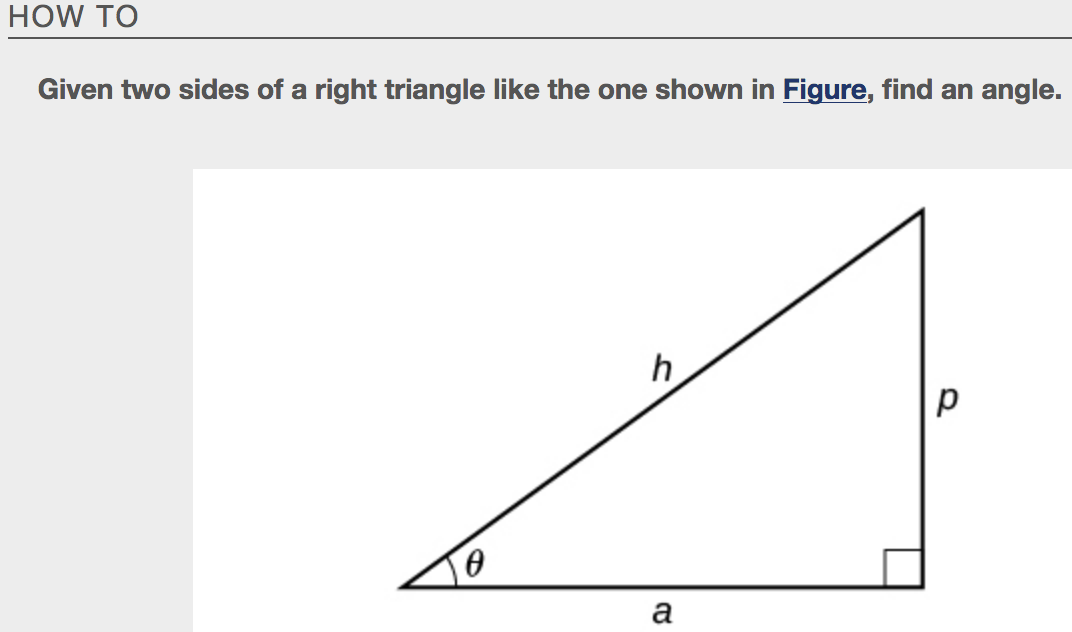 HOW TO
Given two sides of a right triangle like the one shown in Figure, find an angle.
h
p
θ
a